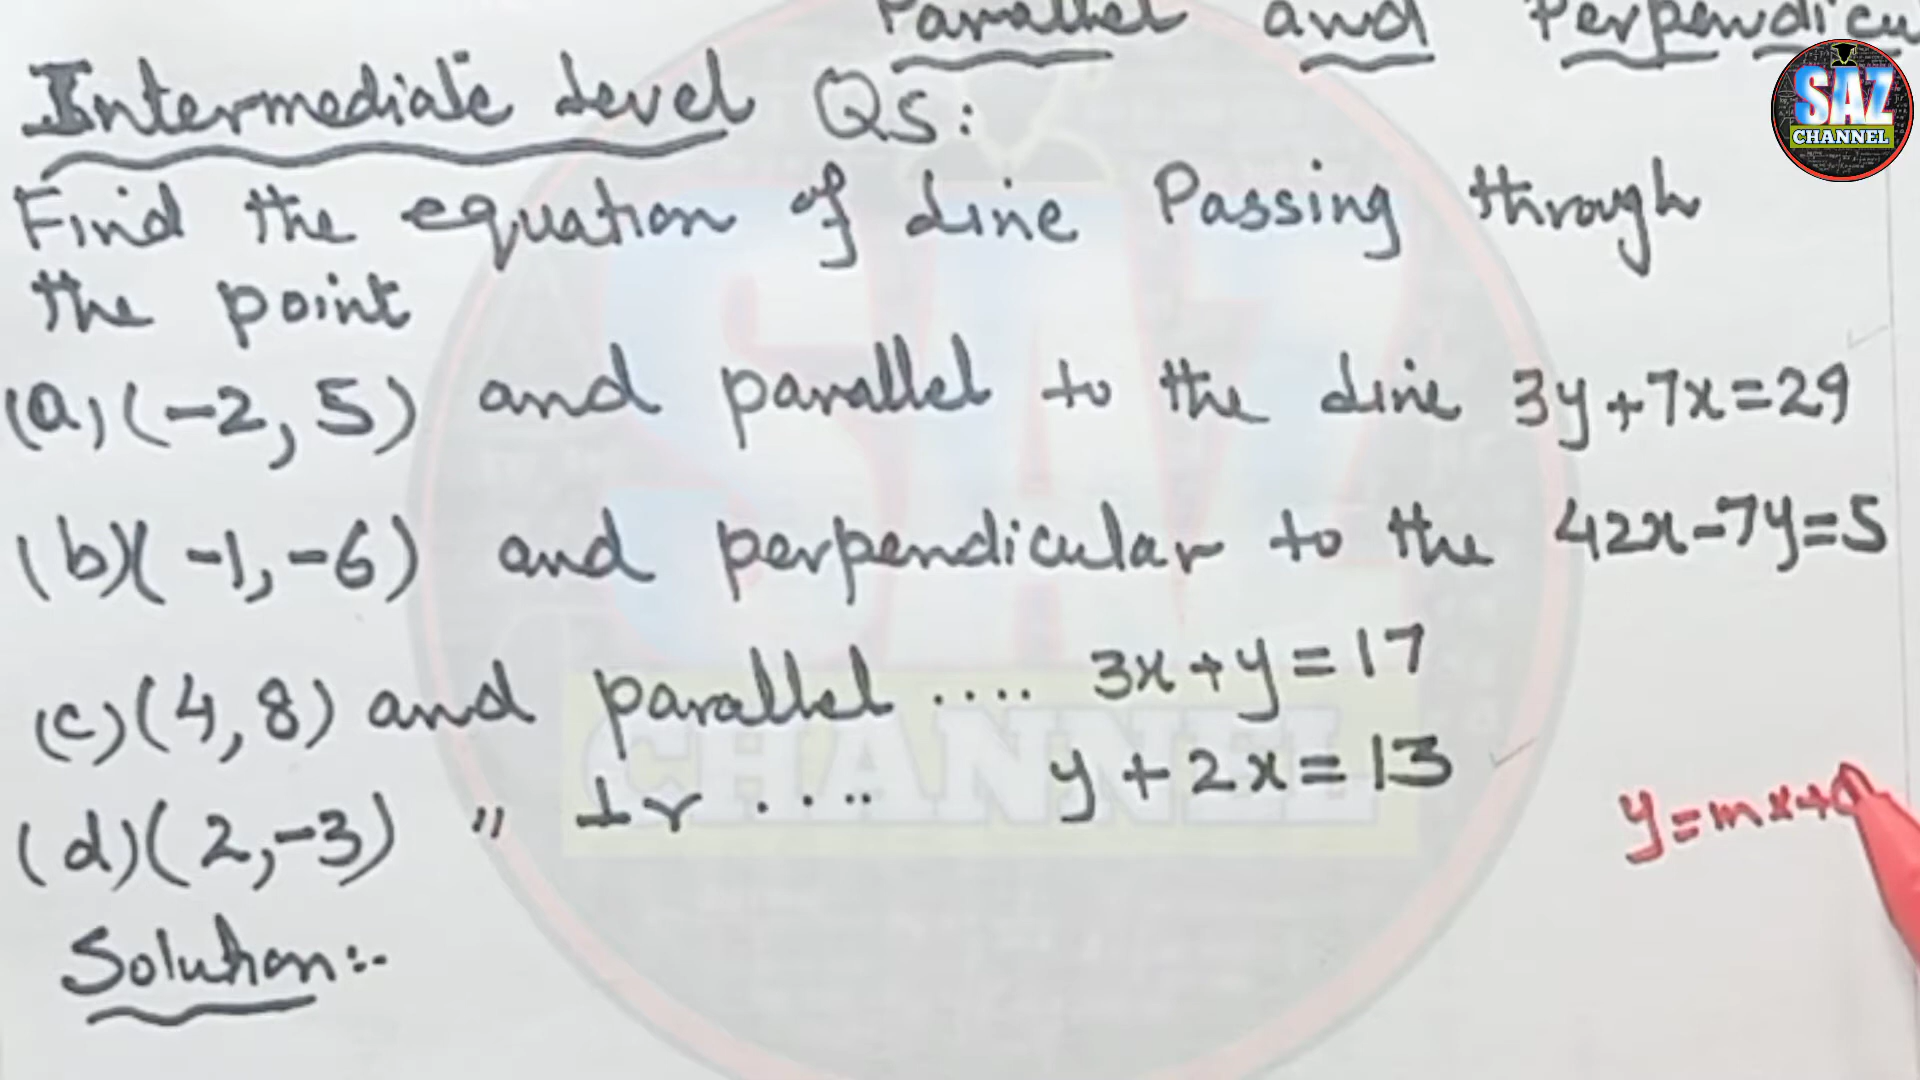 Parallel and Perpendicu
Intermediate Level Qs:
Find the equation of Line Passing through
the point
(a) (-2, 5) and parallel to the Line 3y+7x=29
(b) (-1, -6) and perpendicular to the 42x-7y=5
(c) (4, 8) and parallel .... 3x+y=17
(d) (2, -3) " ⊥r .... y+2x=13
y=mx+
Solution:-
SAZ
CHANNEL
SAZ
CHANNEL